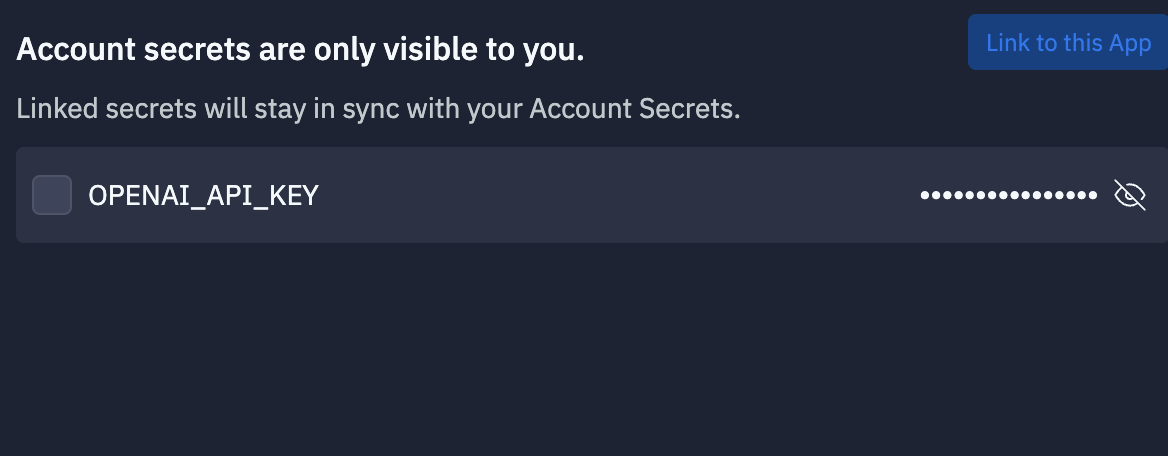 Account secrets are only visible to you.
Link to this App
Linked secrets will stay in sync with your Account Secrets.
OPENAI_API_KEY ••••••••••••••••